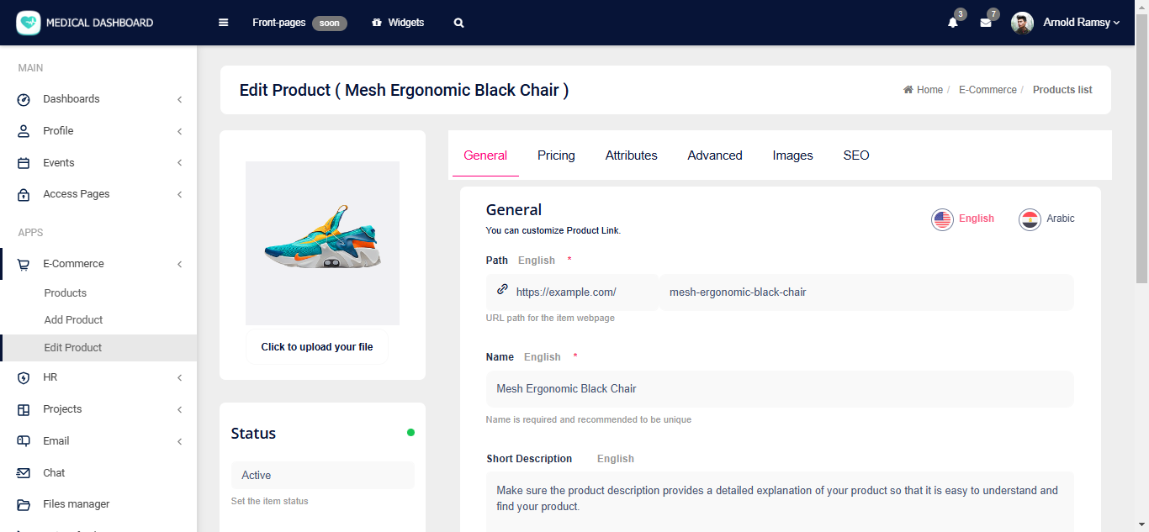 MEDICAL DASHBOARD
Front-pages soon
Widgets
3
7
Arnold Ramsy
MAIN
Dashboards
Profile
Events
Access Pages
APPS
E-Commerce
Products
Add Product
Edit Product
HR
Projects
Email
Chat
Files manager
Edit Product ( Mesh Ergonomic Black Chair )
Home / E-Commerce / Products list
Click to upload your file
Status
Active
Set the item status
General Pricing Attributes Advanced Images SEO
General
You can customize Product Link.
English
Arabic
Path English *
https://example.com/ mesh-ergonomic-black-chair
URL path for the item webpage
Name English *
Mesh Ergonomic Black Chair
Name is required and recommended to be unique
Short Description English
Make sure the product description provides a detailed explanation of your product so that it is easy to understand and
find your product.